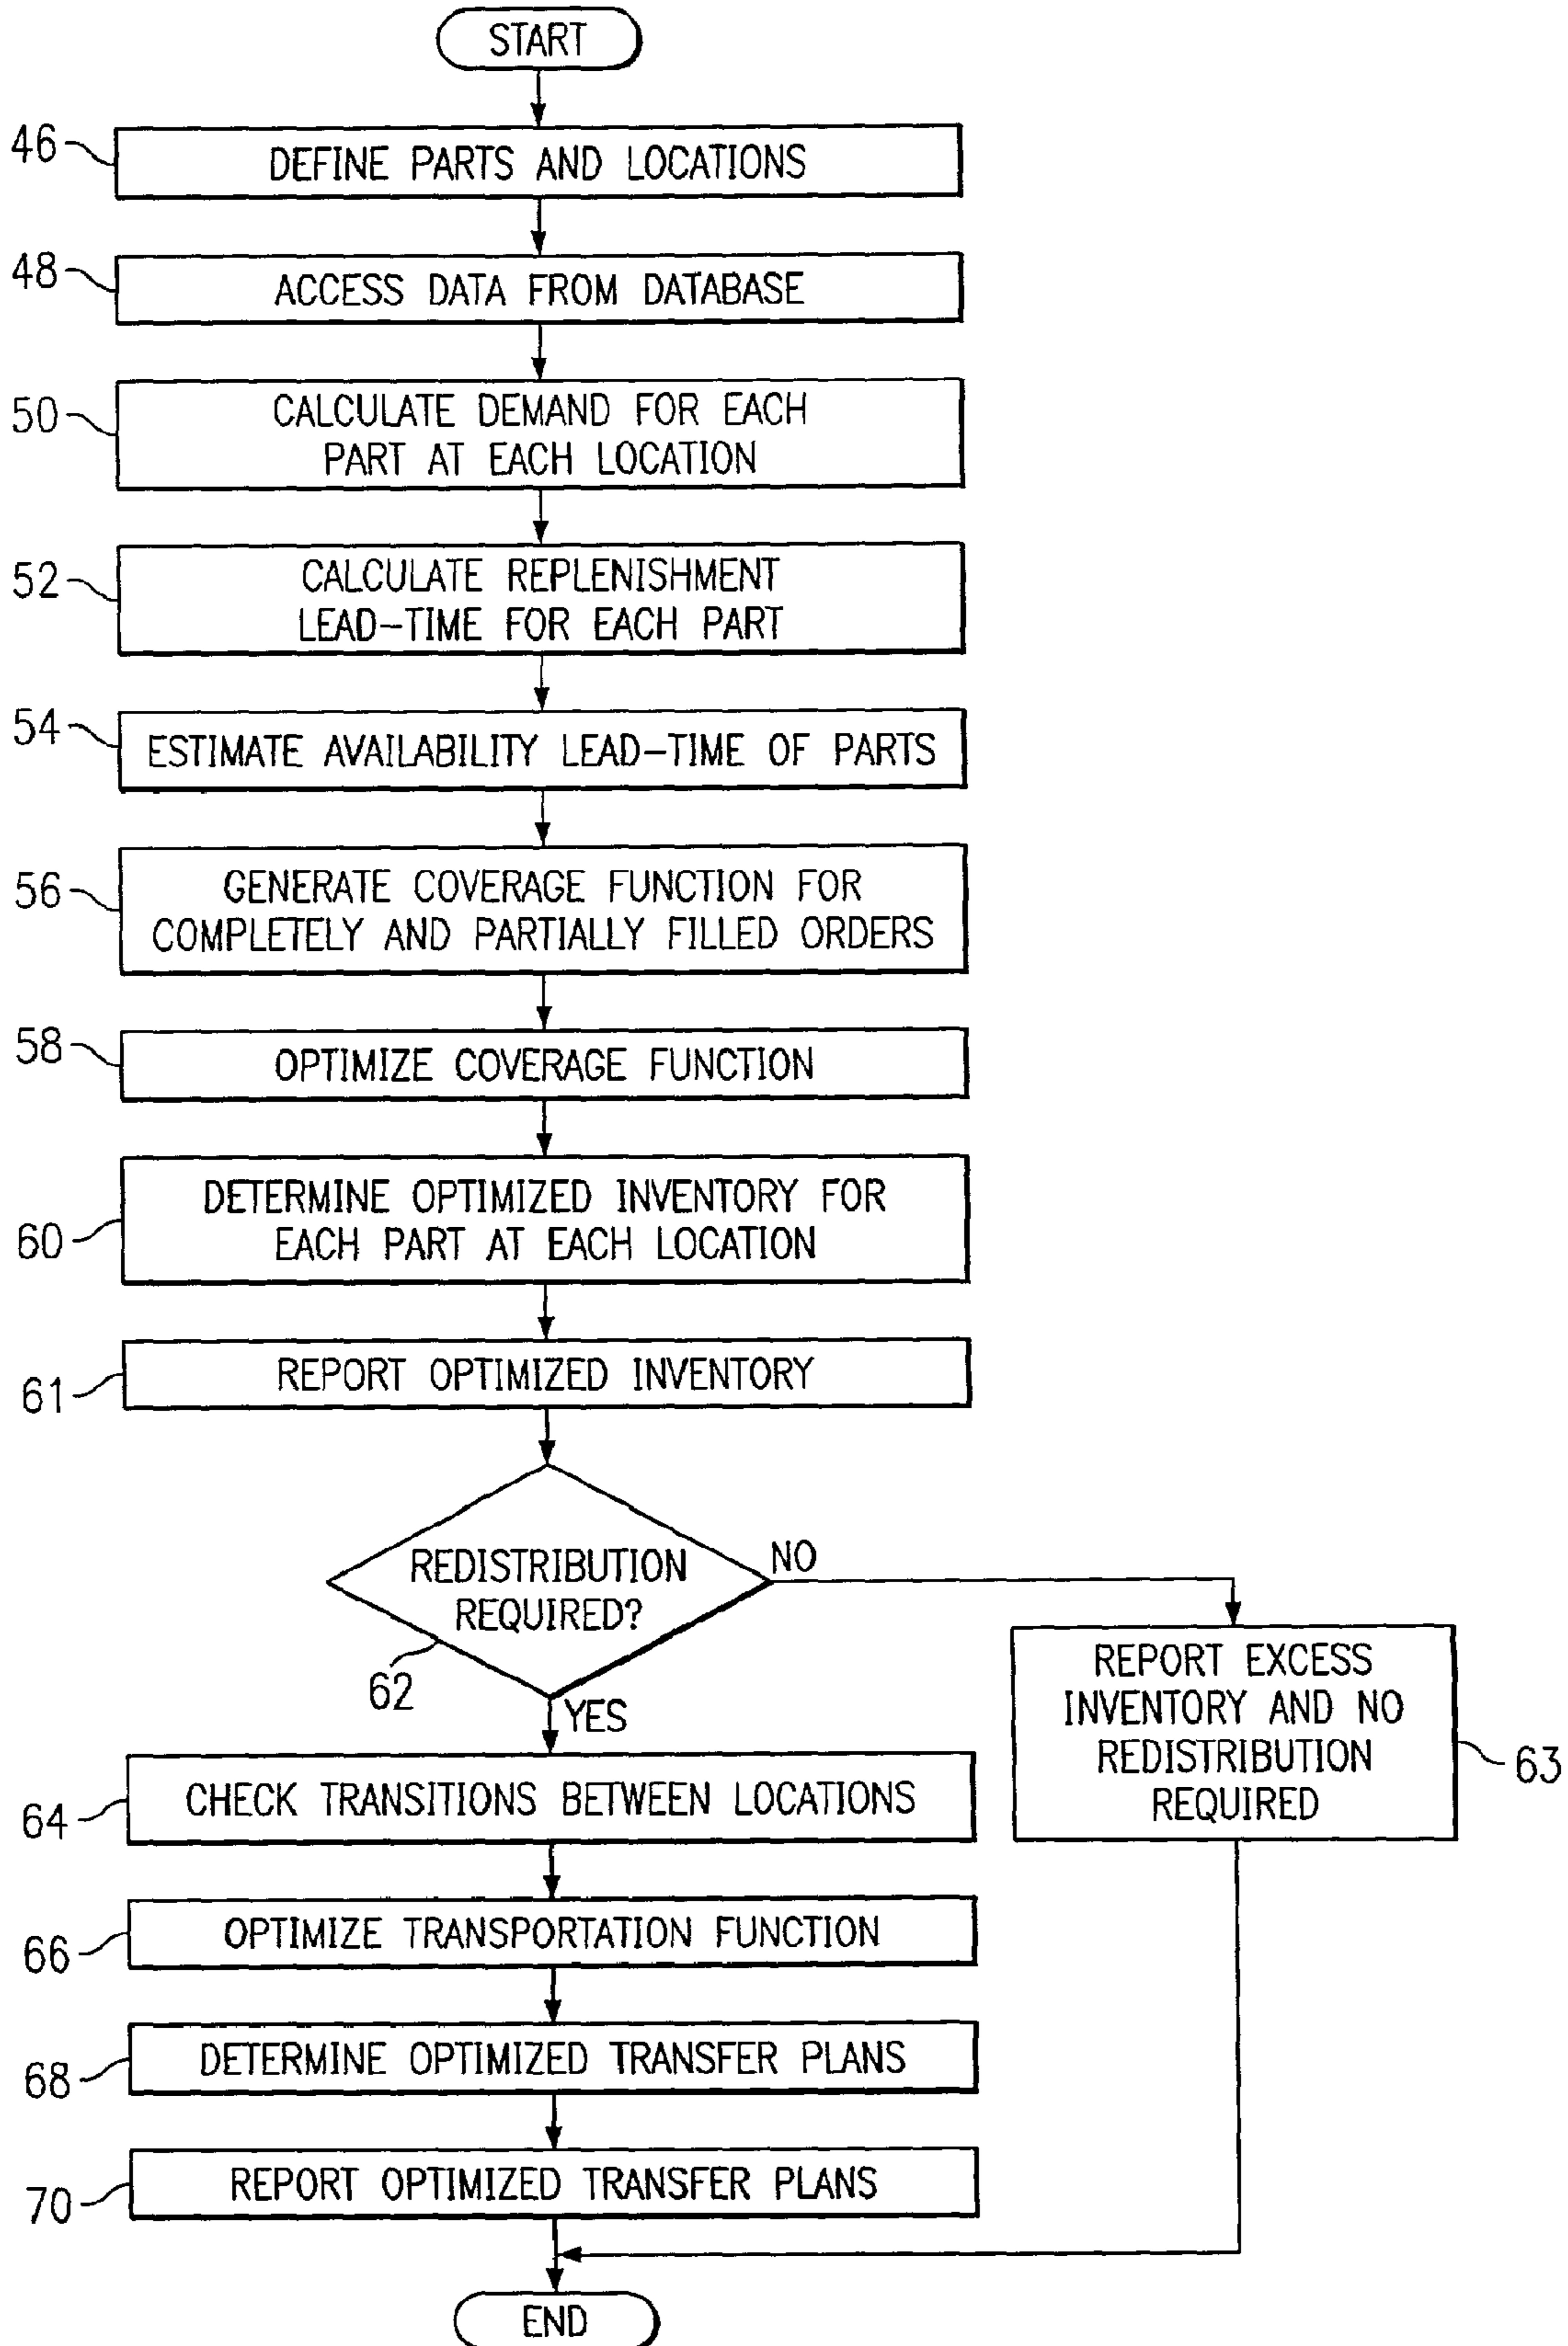 START
46
DEFINE PARTS AND LOCATIONS
48
ACCESS DATA FROM DATABASE
50
CALCULATE DEMAND FOR EACH
PART AT EACH LOCATION
52
CALCULATE REPLENISHMENT
LEAD-TIME FOR EACH PART
54
ESTIMATE AVAILABILITY LEAD-TIME OF PARTS
56
GENERATE COVERAGE FUNCTION FOR
COMPLETELY AND PARTIALLY FILLED ORDERS
58
OPTIMIZE COVERAGE FUNCTION
60
DETERMINE OPTIMIZED INVENTORY FOR
EACH PART AT EACH LOCATION
61
REPORT OPTIMIZED INVENTORY
REDISTRIBUTION
REQUIRED?
62
NO
REPORT EXCESS
INVENTORY AND NO
REDISTRIBUTION
REQUIRED
63
YES
64
CHECK TRANSITIONS BETWEEN LOCATIONS
66
OPTIMIZE TRANSPORTATION FUNCTION
68
DETERMINE OPTIMIZED TRANSFER PLANS
70
REPORT OPTIMIZED TRANSFER PLANS
END